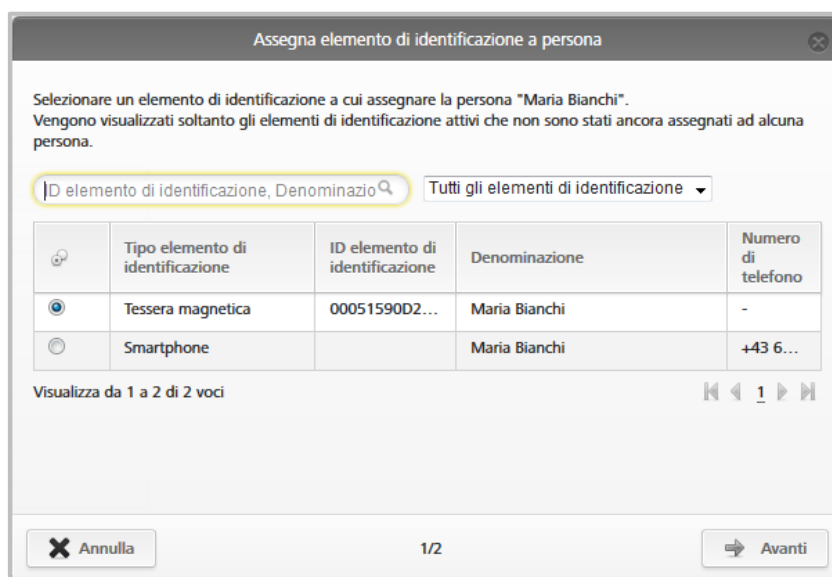 Assegna elemento di identificazione a persona
Selezionare un elemento di identificazione a cui assegnare la persona "Maria Bianchi".
Vengono visualizzati soltanto gli elementi di identificazione attivi che non sono stati ancora assegnati ad alcuna
persona.
ID elemento di identificazione, Denominazio Tutti gli elementi di identificazione
Tipo elemento di identificazione ID elemento di identificazione Denominazione Numero di telefono
Tessera magnetica 00051590D2... Maria Bianchi -
Smartphone Maria Bianchi +43 6...
Visualizza da 1 a 2 di 2 voci 1
Annulla 1/2 Avanti